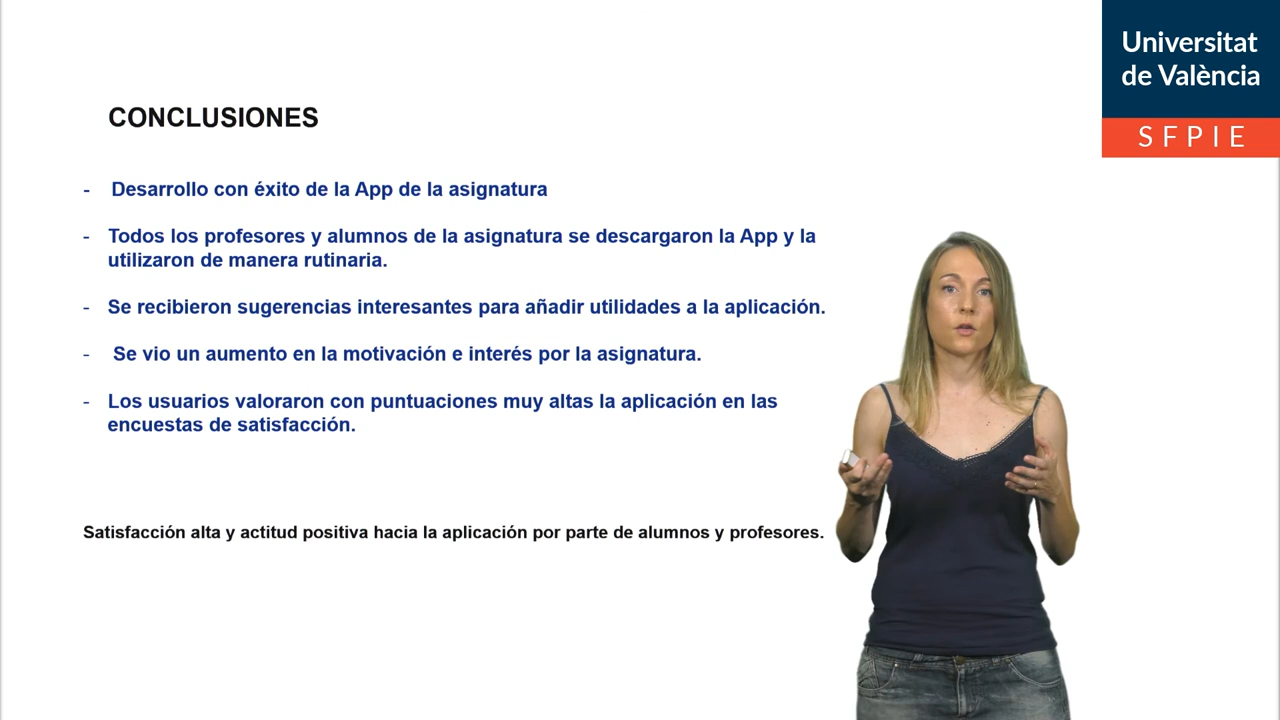 Universitat
de València
SFPIE
CONCLUSIONES
- Desarrollo con éxito de la App de la asignatura
- Todos los profesores y alumnos de la asignatura se descargaron la App y la
utilizaron de manera rutinaria.
- Se recibieron sugerencias interesantes para añadir utilidades a la aplicación.
- Se vio un aumento en la motivación e interés por la asignatura.
- Los usuarios valoraron con puntuaciones muy altas la aplicación en las
encuestas de satisfacción.
Satisfacción alta y actitud positiva hacia la aplicación por parte de alumnos y profesores.